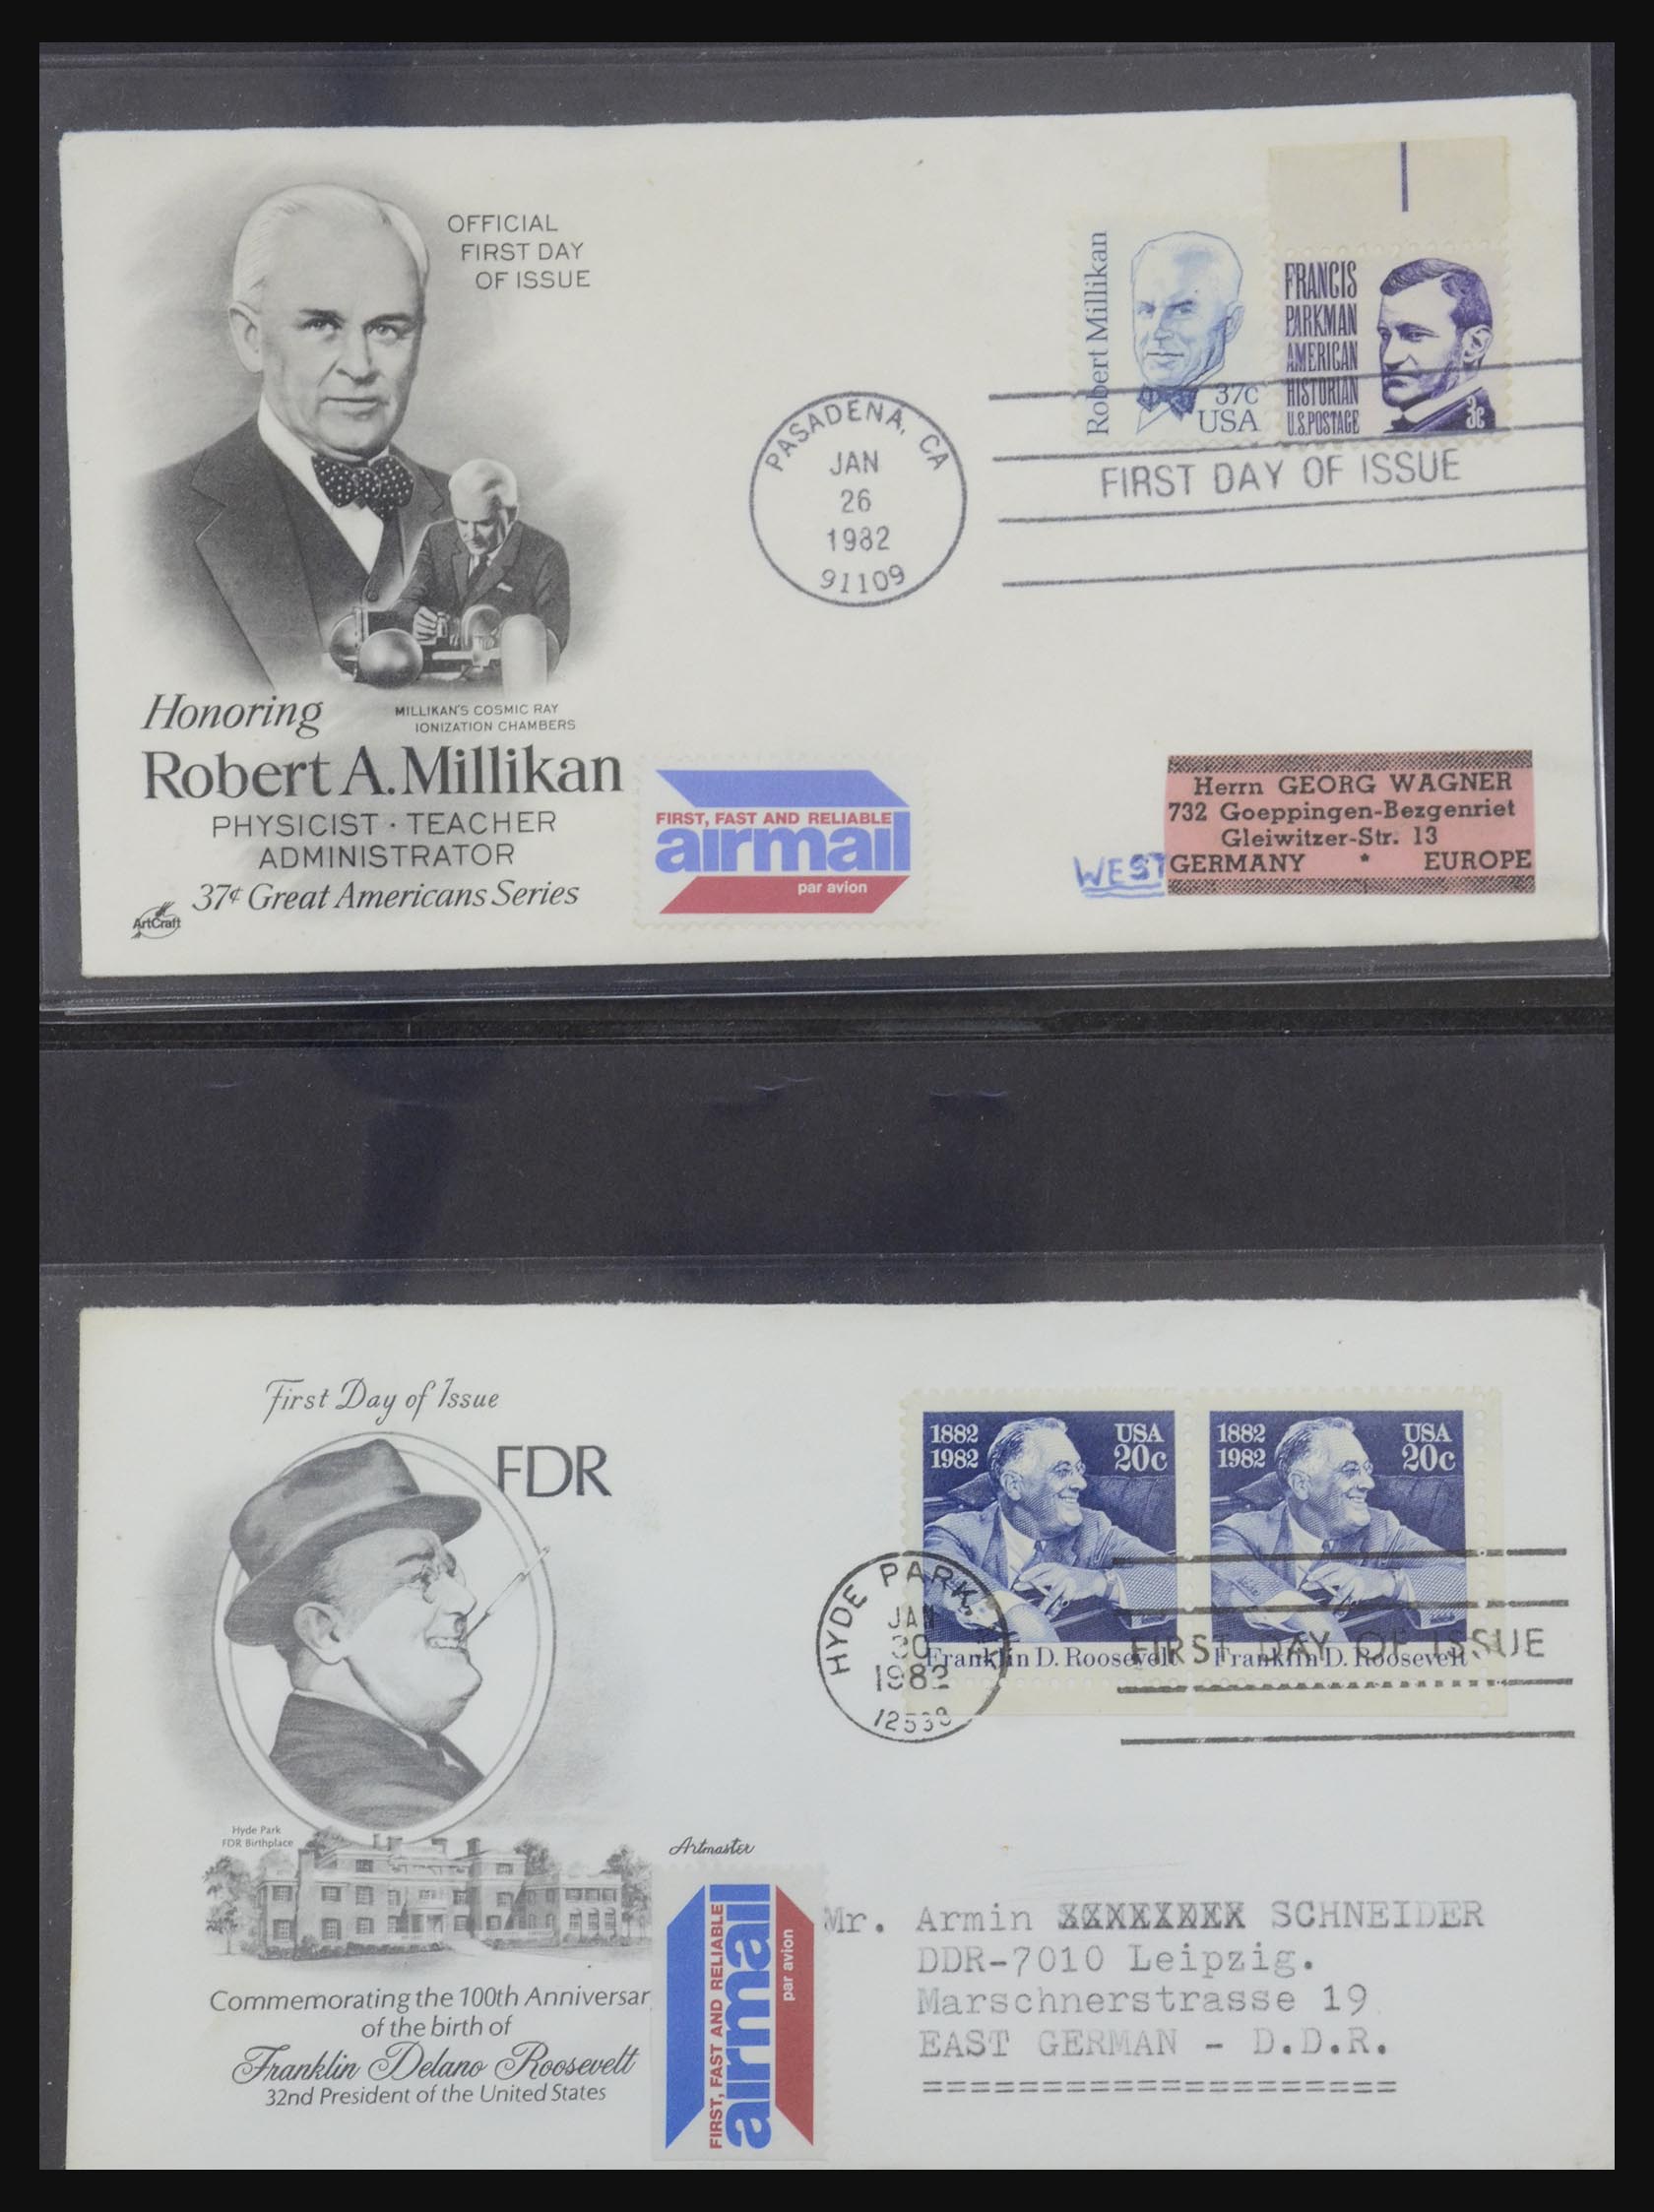 OFFICIAL
FIRST DAY
OF ISSUE
Robert Millikan
37c
USA
FRANCIS
PARKMAN
AMERICAN
HISTORIAN
U.S.POSTAGE
3c
PASADENA, CA
JAN
26
1982
91109
FIRST DAY OF ISSUE
Honoring
MILLIKAN'S COSMIC RAY
IONIZATION CHAMBERS
Robert A. Millikan
PHYSICIST · TEACHER
ADMINISTRATOR
37¢ Great Americans Series
ArtCraft
FIRST, FAST AND RELIABLE
airmail
par avion
Herrn GEORG WAGNER
732 Goeppingen-Bezgenriet
Gleiwitzer-Str. 13
WEST GERMANY * EUROPE
First Day of Issue
FDR
1882
1982
USA
20c
Franklin D. Roosevelt
1882
1982
USA
20c
Franklin D. Roosevelt
HYDE PARK,
JAN
30
1982
12538
FIRST DAY OF ISSUE
Hyde Park
FDR Birthplace
Artmaster
Commemorating the 100th Anniversar
of the birth of
Franklin Delano Roosevelt
32nd President of the United States
FIRST, FAST AND RELIABLE
airmail
par avion
Mr. Armin XXXXXXXX SCHNEIDER
DDR-7010 Leipzig.
Marschnerstrasse 19
EAST GERMAN - D.D.R.
=====================